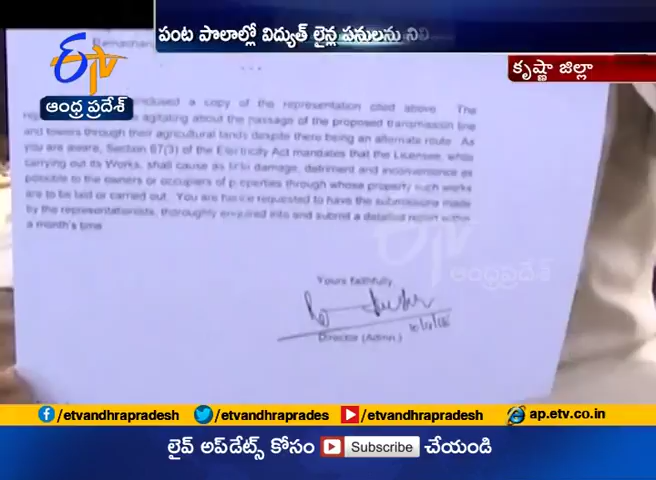 పంట పొలాల్లో విద్యుత్ లైన్ల పనులను నిలి
ETV
ఆంధ్ర ప్రదేశ్
కృష్ణా జిల్లా
enclosed a copy of the representation cited above. The
agitating about the passage of the proposed transmission line
and towers through their agricultural lands despite there being an alternate route. As
you are aware, Section 67(3) of the Electricity Act mandates that the Licensee, while
carrying out its Works, shall cause as little damage, detriment and inconvenience as
possible to the owners or occupiers of properties through whose property such works
are to be laid or carried out. You are hence requested to have the submissions made
by the representationists, thoroughly enquired into and submit a detailed report within
a month's time
etv
ఆంధ్రప్రదేశ్
Yours faithfully
Director (Admn.)
/etvandhrapradesh
/etvandhraprades
/etvandhrapradesh
ap.etv.co.in
లైవ్ అప్‌డేట్స్ కోసం Subscribe చేయండి